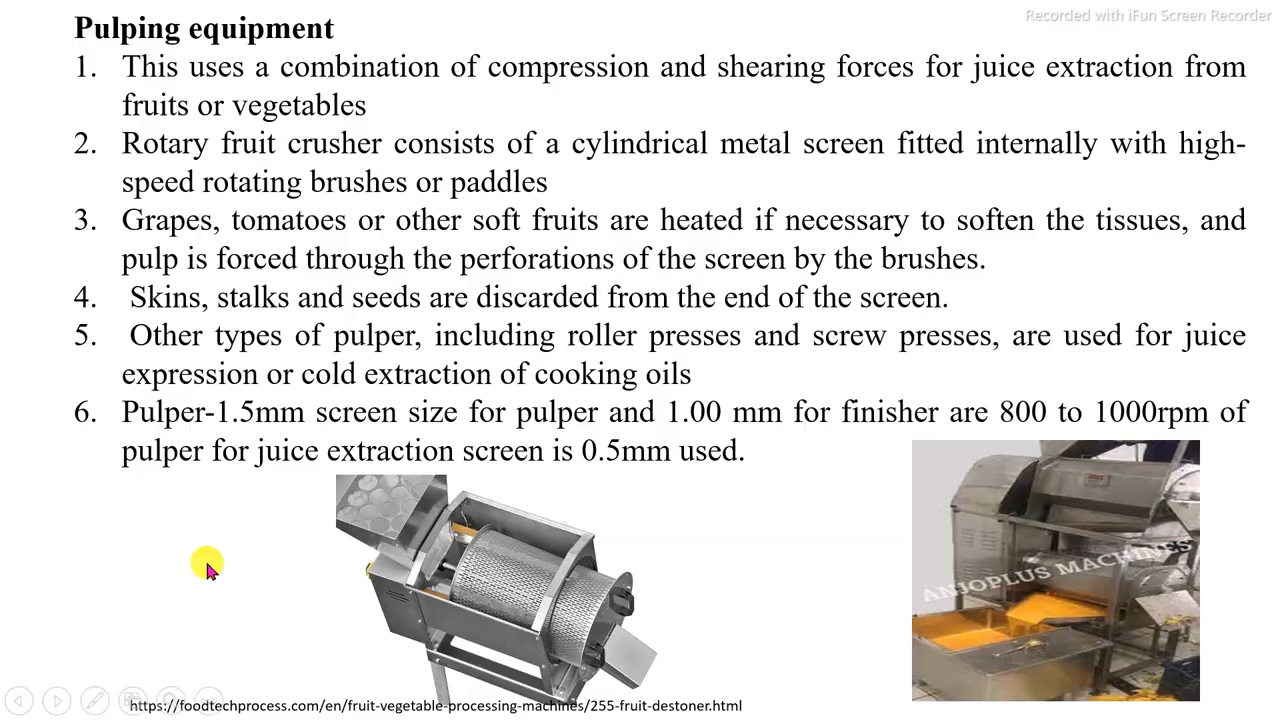 Recorded with iFun Screen Recorder
Pulping equipment
1. This uses a combination of compression and shearing forces for juice extraction from
fruits or vegetables
2. Rotary fruit crusher consists of a cylindrical metal screen fitted internally with high-
speed rotating brushes or paddles
3. Grapes, tomatoes or other soft fruits are heated if necessary to soften the tissues, and
pulp is forced through the perforations of the screen by the brushes.
4. Skins, stalks and seeds are discarded from the end of the screen.
5. Other types of pulper, including roller presses and screw presses, are used for juice
expression or cold extraction of cooking oils
6. Pulper-1.5mm screen size for pulper and 1.00 mm for finisher are 800 to 1000rpm of
pulper for juice extraction screen is 0.5mm used.
ANJOPLUS MACHINES
https://foodtechprocess.com/en/fruit-vegetable-processing-machines/255-fruit-destoner.html